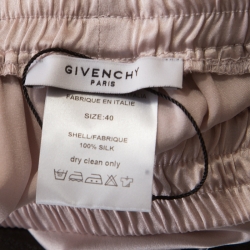 GIVENCHY
PARIS
FABRIQUE EN ITALIE
SIZE:40
SHELL/FABRIQUE
100% SILK
dry clean only